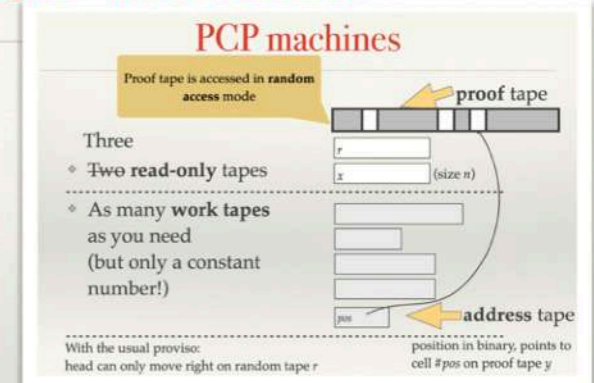 PCP machines
Proof tape is accessed in random
access mode
proof tape
Three
Two read-only tapes
r
x
(size n)
As many work tapes
as you need
(but only a constant
number!)
pos
address tape
With the usual proviso:
head can only move right on random tape r
position in binary, points to
cell #pos on proof tape y